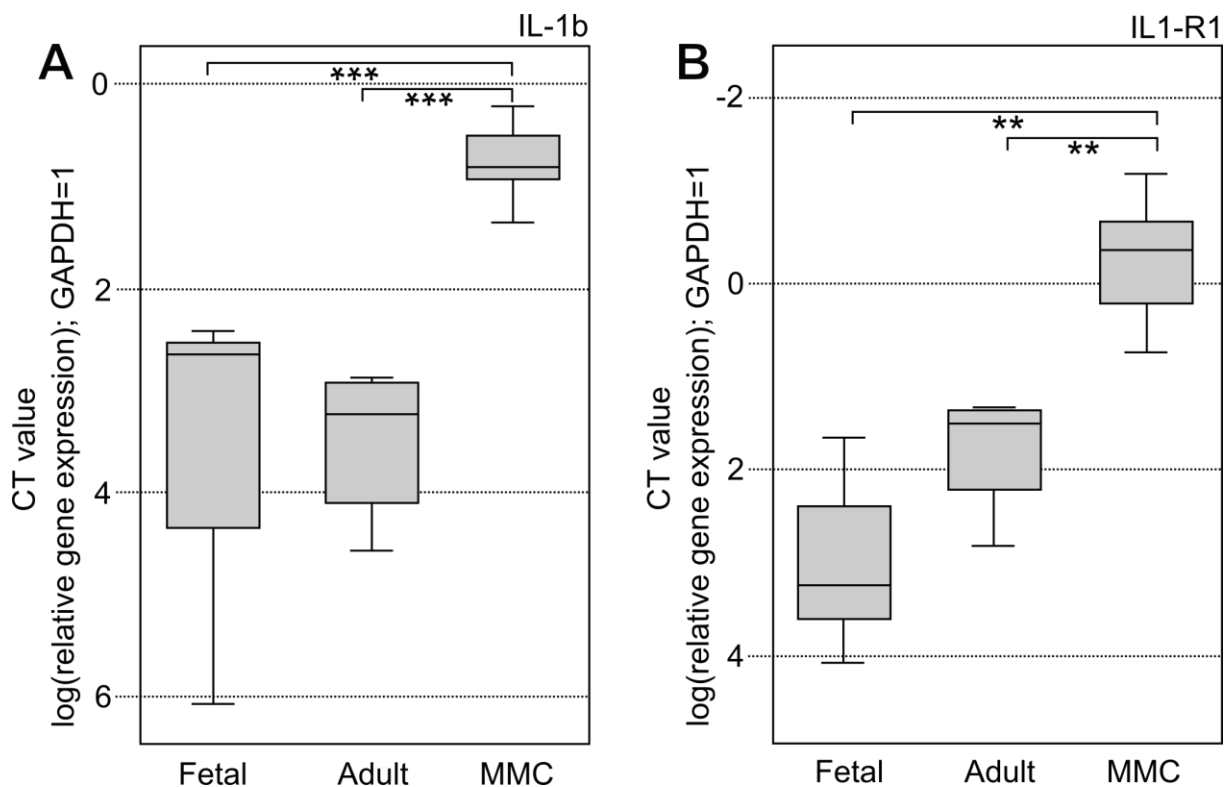 A
IL-1b
CT value
log(relative gene expression); GAPDH=1
0
2
4
6
***
***
Fetal Adult MMC
B
IL1-R1
CT value
log(relative gene expression); GAPDH=1
-2
0
2
4
**
**
Fetal Adult MMC